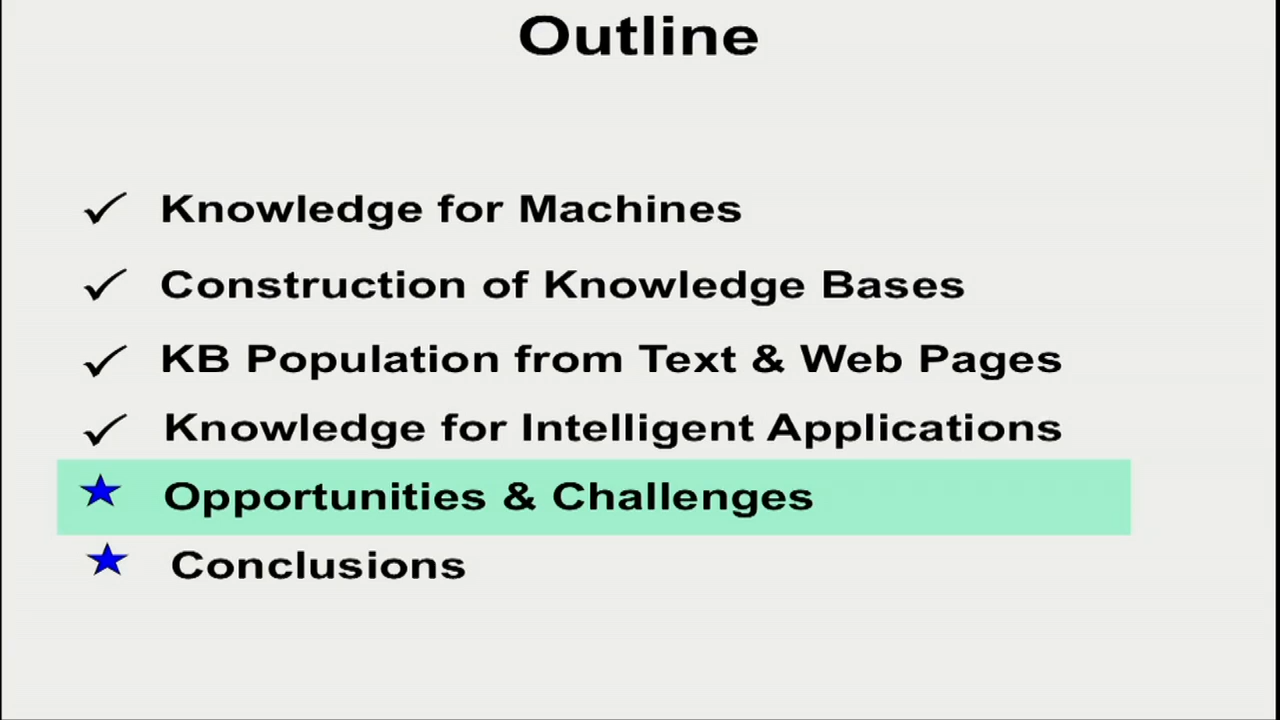 Outline
Knowledge for Machines
Construction of Knowledge Bases
KB Population from Text & Web Pages
Knowledge for Intelligent Applications
Opportunities & Challenges
Conclusions